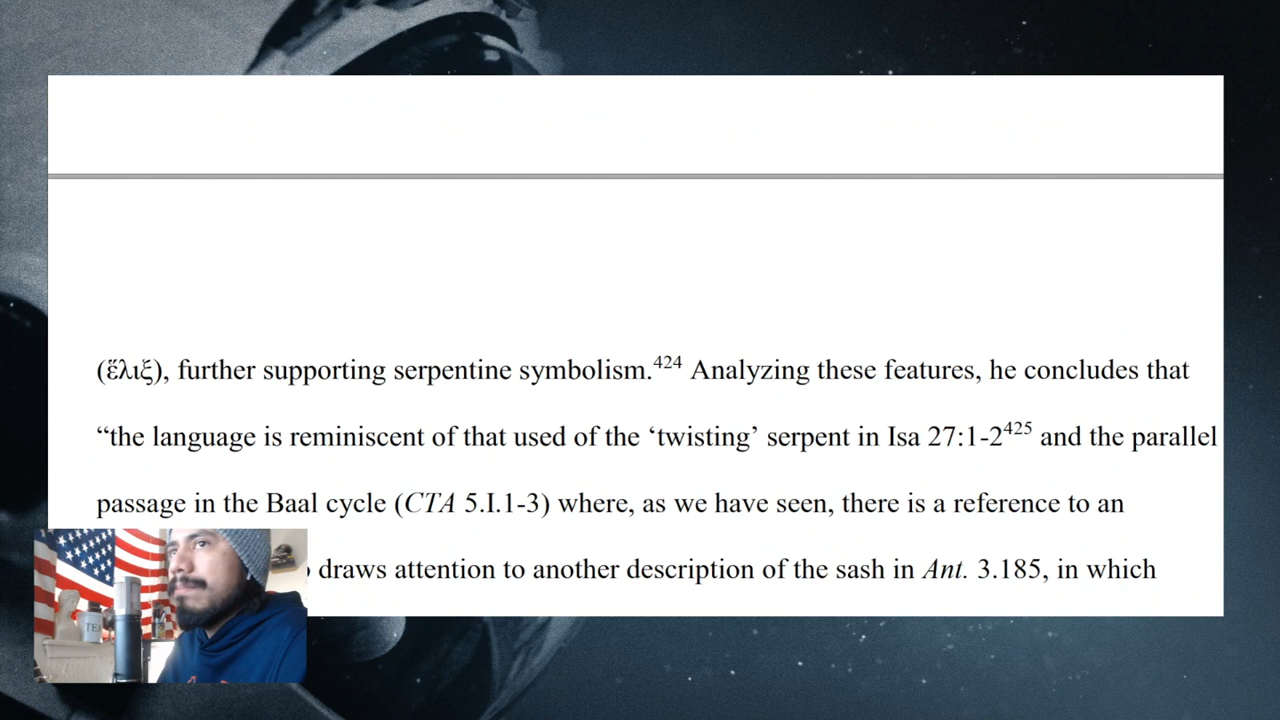 (ἕλιξ), further supporting serpentine symbolism.424 Analyzing these features, he concludes that
“the language is reminiscent of that used of the ‘twisting’ serpent in Isa 27:1-2425 and the parallel
passage in the Baal cycle (CTA 5.I.1-3) where, as we have seen, there is a reference to an
draws attention to another description of the sash in Ant. 3.185, in which
TE